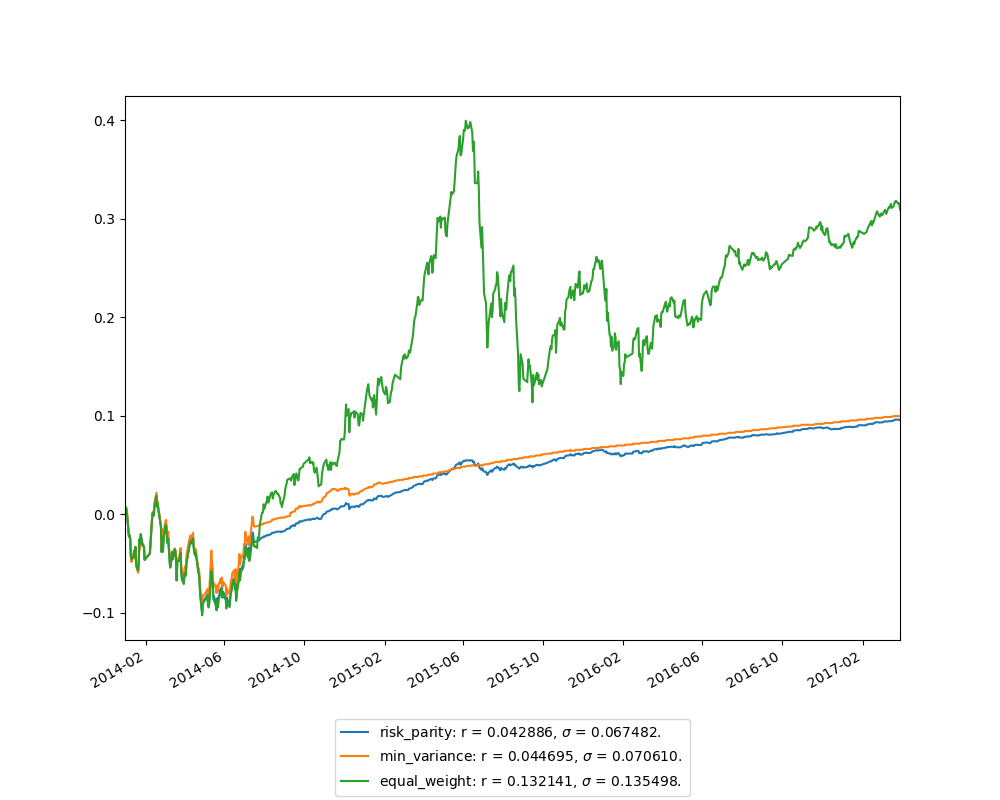 0.4
0.3
0.2
0.1
0.0
−0.1
2014-02 2014-06 2014-10 2015-02 2015-06 2015-10 2016-02 2016-06 2016-10 2017-02
risk_parity: r = 0.042886, σ = 0.067482.
min_variance: r = 0.044695, σ = 0.070610.
equal_weight: r = 0.132141, σ = 0.135498.